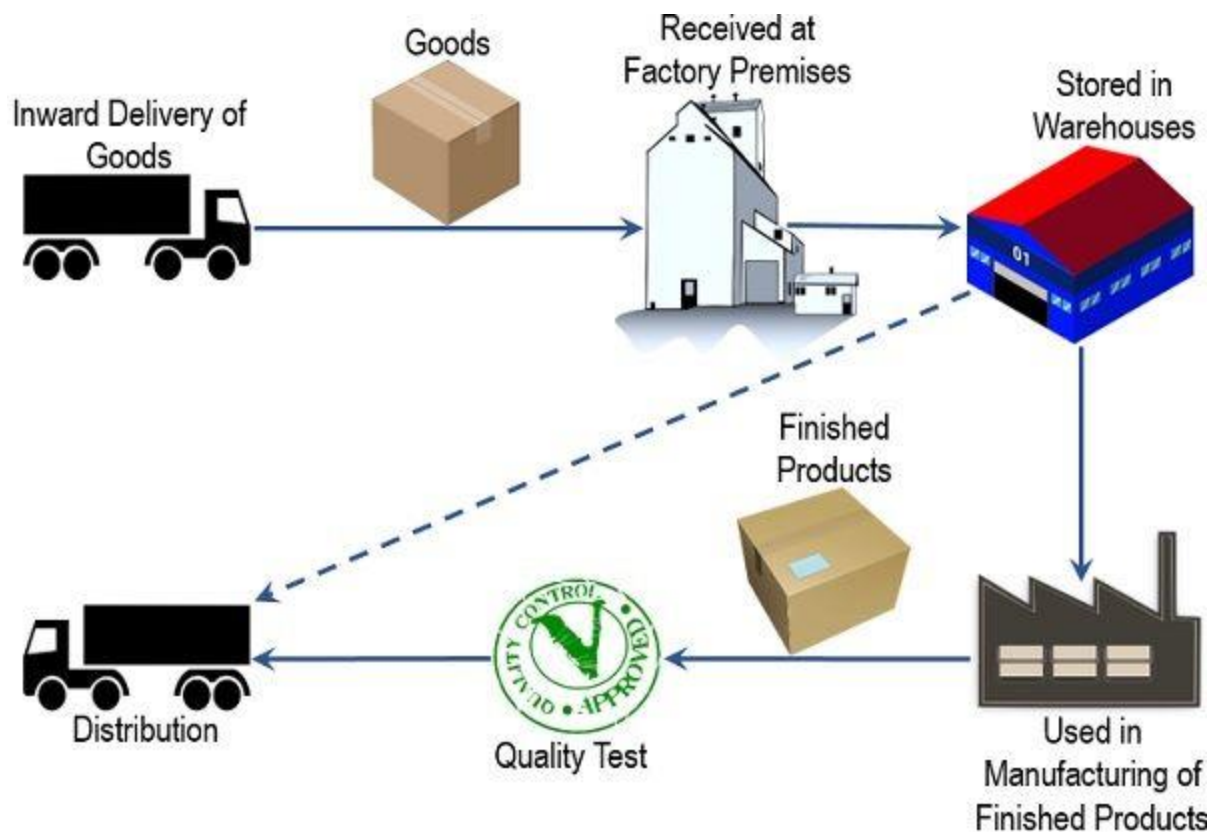 Goods
Received at
Factory Premises
Stored in
Warehouses
Inward Delivery of
Goods
01
Finished
Products
QUALITY CONTROL • APPROVED •
Distribution
Quality Test
Used in
Manufacturing of
Finished Products